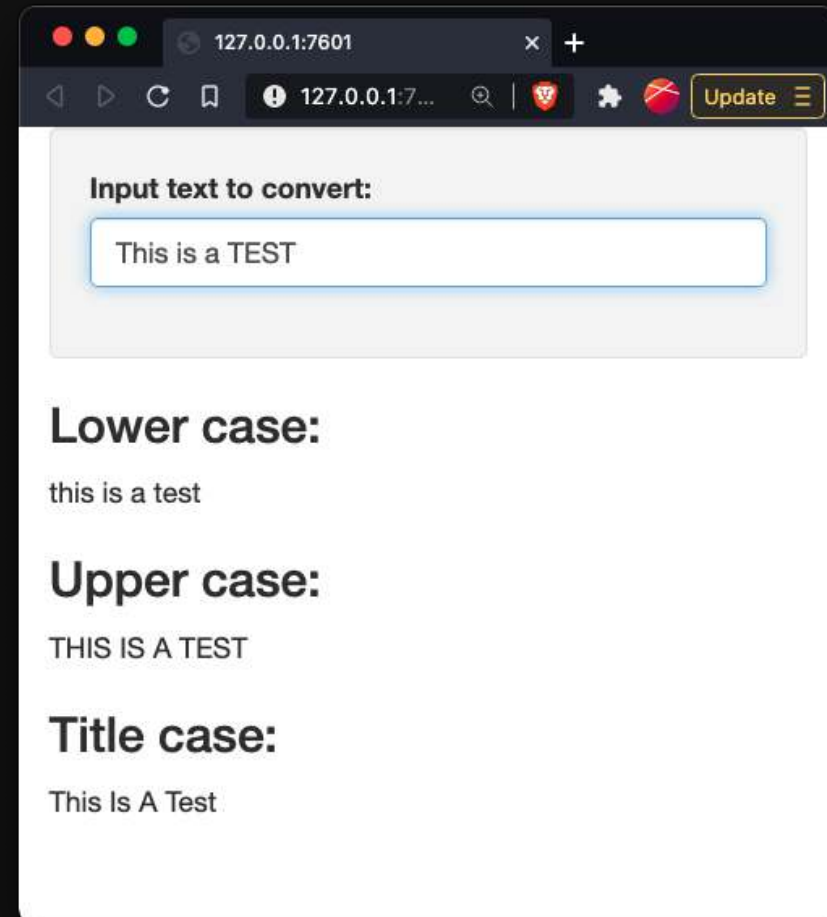 127.0.0.1:7601
127.0.0.1:7...
Update
Input text to convert:
This is a TEST
Lower case:
this is a test
Upper case:
THIS IS A TEST
Title case:
This Is A Test